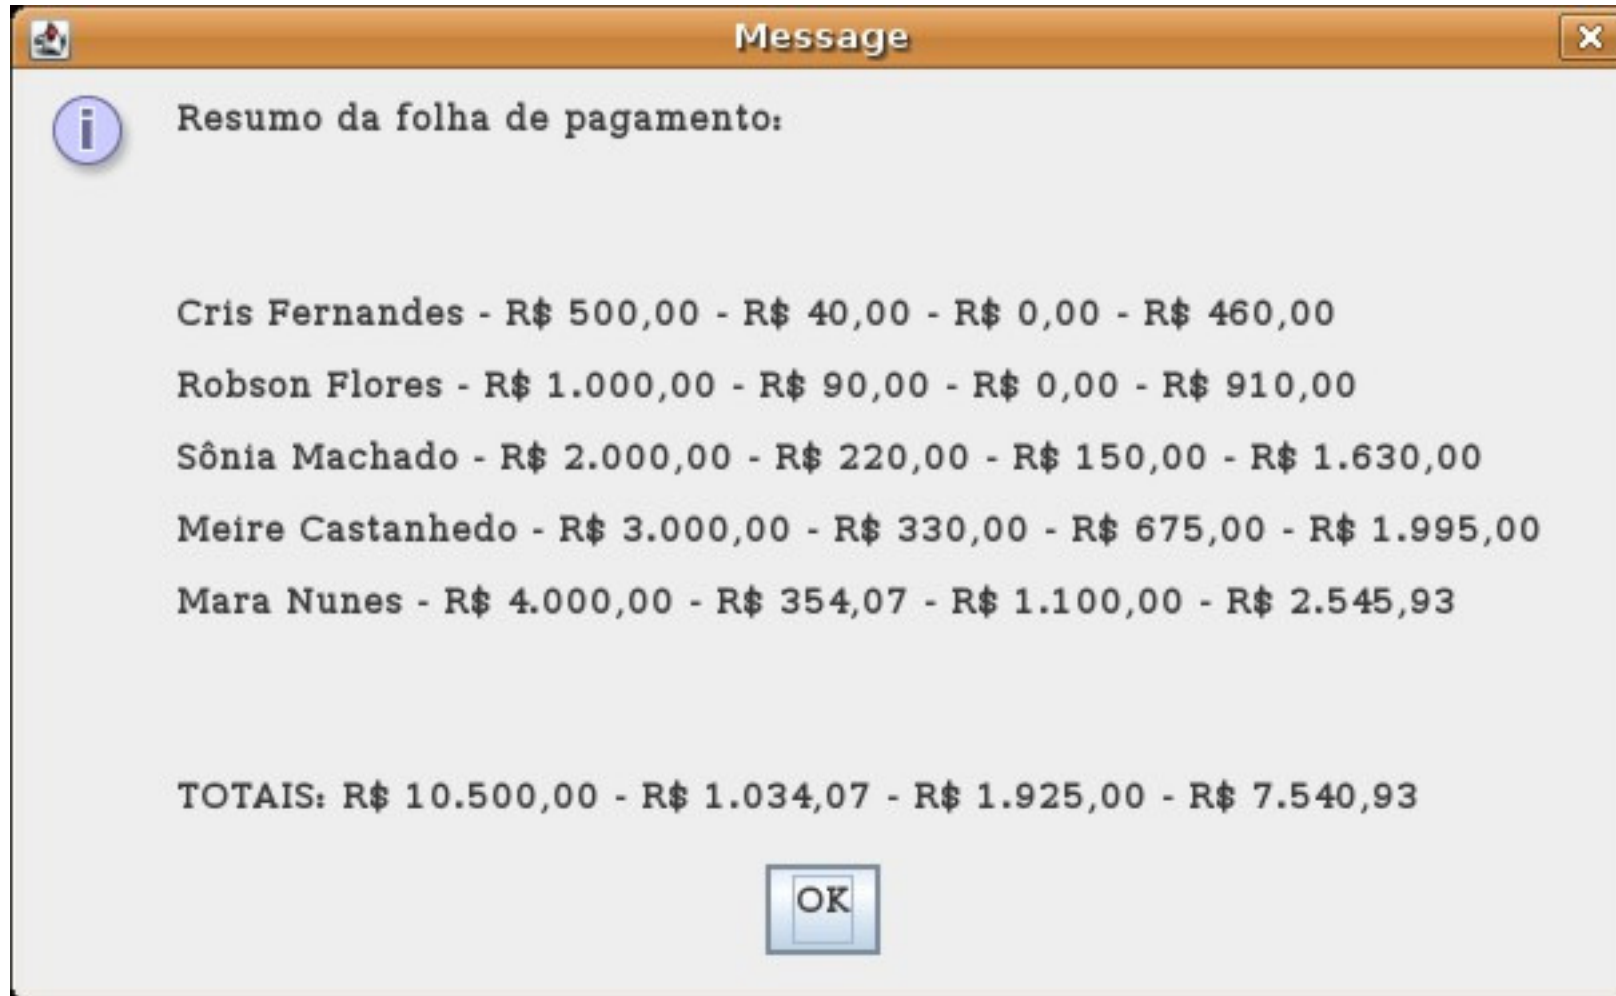 Message
Resumo da folha de pagamento:
Cris Fernandes - R$ 500,00 - R$ 40,00 - R$ 0,00 - R$ 460,00
Robson Flores - R$ 1.000,00 - R$ 90,00 - R$ 0,00 - R$ 910,00
Sônia Machado - R$ 2.000,00 - R$ 220,00 - R$ 150,00 - R$ 1.630,00
Meire Castanhedo - R$ 3.000,00 - R$ 330,00 - R$ 675,00 - R$ 1.995,00
Mara Nunes - R$ 4.000,00 - R$ 354,07 - R$ 1.100,00 - R$ 2.545,93
TOTAIS: R$ 10.500,00 - R$ 1.034,07 - R$ 1.925,00 - R$ 7.540,93
OK